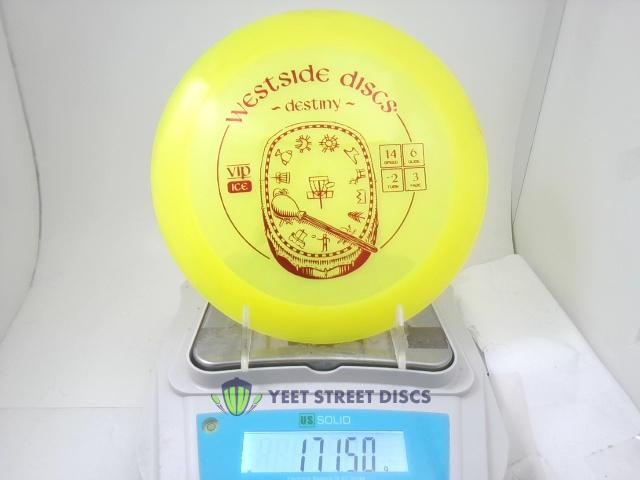 Westside discs
~ destiny ~
VIP
ICE
14 6
SPEED GLIDE
-2 3
TURN FADE
YEET STREET DISCS
US SOLID
171.50 g